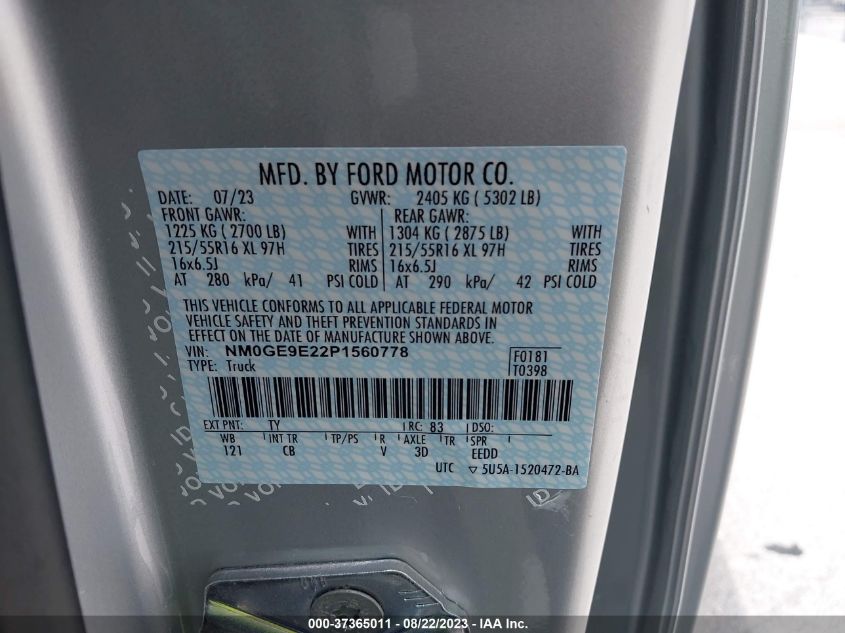 MFD. BY FORD MOTOR CO.
DATE: 07/23 GVWR: 2405 KG ( 5302 LB)
FRONT GAWR: REAR GAWR:
1225 KG ( 2700 LB) WITH 1304 KG ( 2875 LB) WITH
215/55R16 XL 97H TIRES 215/55R16 XL 97H TIRES
16x6.5J RIMS 16x6.5J RIMS
AT 280 kPa/ 41 PSI COLD AT 290 kPa/ 42 PSI COLD
THIS VEHICLE CONFORMS TO ALL APPLICABLE FEDERAL MOTOR
VEHICLE SAFETY AND THEFT PREVENTION STANDARDS IN
EFFECT ON THE DATE OF MANUFACTURE SHOWN ABOVE.
VIN: NM0GE9E22P1560778 F0181
TYPE: Truck T0398
EXT PNT: TY RC: 83 DSO:
WB INT TR TP/PS R AXLE TR SPR
121 CB V 3D EEDD
UTC ▽ 5U5A-1520472-BA
000-37365011 - 08/22/2023 - Copyright © IAA, Inc.